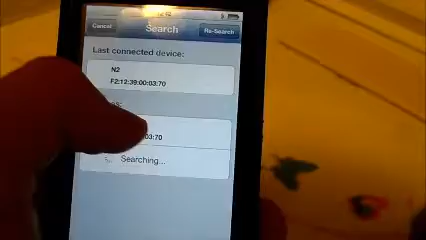 Cancel
Search
Re-Search
Last connected device:
N2
F2:12:39:00:03:70
03:70
Searching...